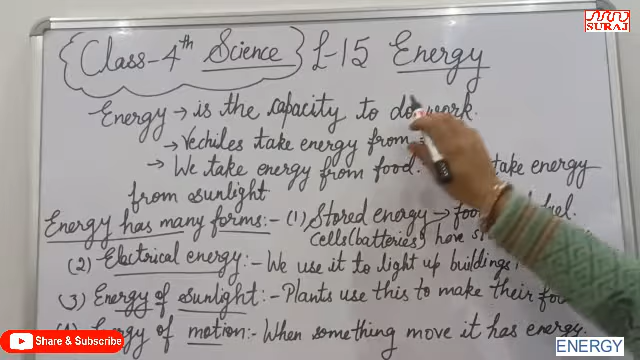 Class-4th Science L-15 Energy
SURAJ
Energy → is the capacity to do work.
→ Vechiles take energy from
→ We take energy from food. take energy
from sunlight
Energy has many forms:- (1) Stored energy → fuel.
Cells (batteries) have
(2) Electrical energy:- We use it to light up buildings
(3) Energy of sunlight:- Plants use this to make their
Energy of motion:- When something move it has energy.
Share & Subscribe
ENERGY